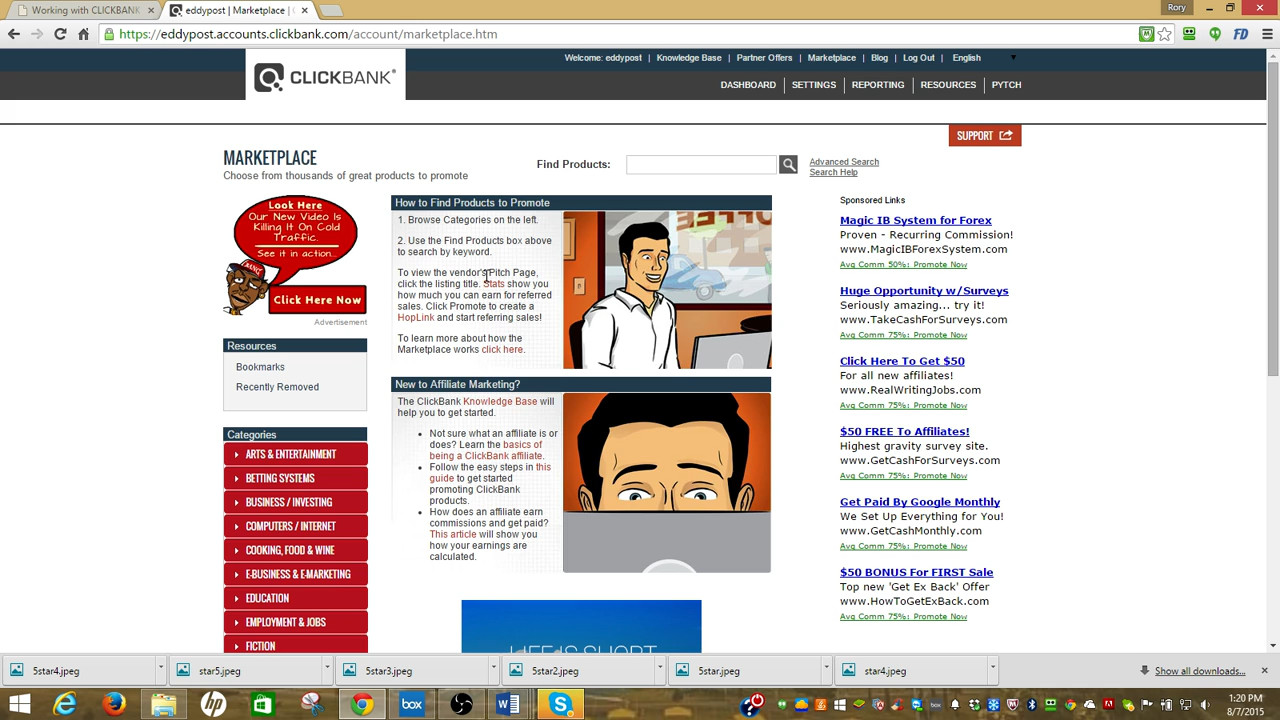 Working with CLICKBANK
eddypost | Marketplace |
Rory
https://eddypost.accounts.clickbank.com/account/marketplace.htm
CLICKBANK
Welcome: eddypost | Knowledge Base | Partner Offers | Marketplace | Blog | Log Out | English
DASHBOARD | SETTINGS | REPORTING | RESOURCES | PYTCH
SUPPORT
MARKETPLACE
Choose from thousands of great products to promote
Find Products:
Advanced Search
Search Help
Look Here
Our New Video Is
Killing It On Cold
Traffic.
See it in action...
Click Here Now
Advertisement
Resources
Bookmarks
Recently Removed
Categories
ARTS & ENTERTAINMENT
BETTING SYSTEMS
BUSINESS / INVESTING
COMPUTERS / INTERNET
COOKING, FOOD & WINE
E-BUSINESS & E-MARKETING
EDUCATION
EMPLOYMENT & JOBS
FICTION
How to Find Products to Promote
1. Browse Categories on the left.
2. Use the Find Products box above
to search by keyword.
To view the vendor's Pitch Page,
click the listing title. Stats show you
how much you can earn for referred
sales. Click Promote to create a
HopLink and start referring sales!
To learn more about how the
Marketplace works click here.
New to Affiliate Marketing?
The ClickBank Knowledge Base will
help you to get started.
Not sure what an affiliate is or
does? Learn the basics of
being a ClickBank affiliate.
Follow the easy steps in this
guide to get started
promoting ClickBank
products.
How does an affiliate earn
commissions and get paid?
This article will show you
how your earnings are
calculated.
LIFE IS SHORT
Sponsored Links
Magic IB System for Forex
Proven - Recurring Commission!
www.MagicIBForexSystem.com
Avg Comm 50%: Promote Now
Huge Opportunity w/Surveys
Seriously amazing... try it!
www.TakeCashForSurveys.com
Avg Comm 75%: Promote Now
Click Here To Get $50
For all new affiliates!
www.RealWritingJobs.com
Avg Comm 75%: Promote Now
$50 FREE To Affiliates!
Highest gravity survey site.
www.GetCashForSurveys.com
Avg Comm 75%: Promote Now
Get Paid By Google Monthly
We Set Up Everything for You!
www.GetCashMonthly.com
Avg Comm 75%: Promote Now
$50 BONUS For FIRST Sale
Top new 'Get Ex Back' Offer
www.HowToGetExBack.com
Avg Comm 75%: Promote Now
5star4.jpeg
star5.jpeg
5star3.jpeg
5star2.jpeg
5star.jpeg
star4.jpeg
Show all downloads...
hp
box
1:20 PM
8/7/2015